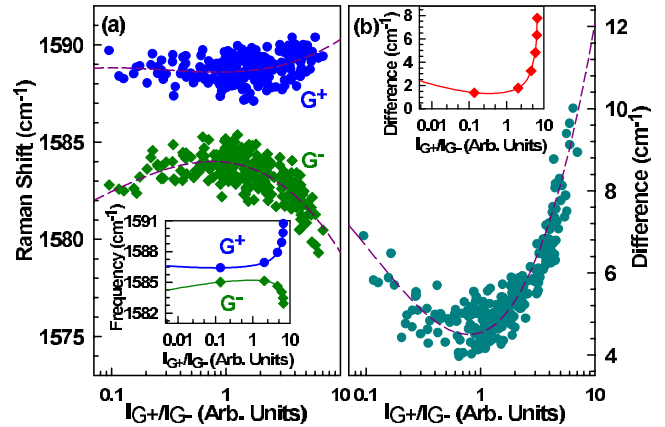 (a)
1590
1585
1580
1575
Raman Shift (cm-1)
G+
G-
1591
1588
1585
1582
Frequency (cm-1)
G+
G-
0.01 0.1 1 10
IG+/IG- (Arb. Units)
0.1 1 10
IG+/IG- (Arb. Units)
(b)
8
6
4
2
0
Difference (cm-1)
0.01 0.1 1 10
IG+/IG- (Arb. Units)
12
10
8
6
4
Difference (cm-1)
0.1 1 10
IG+/IG- (Arb. Units)